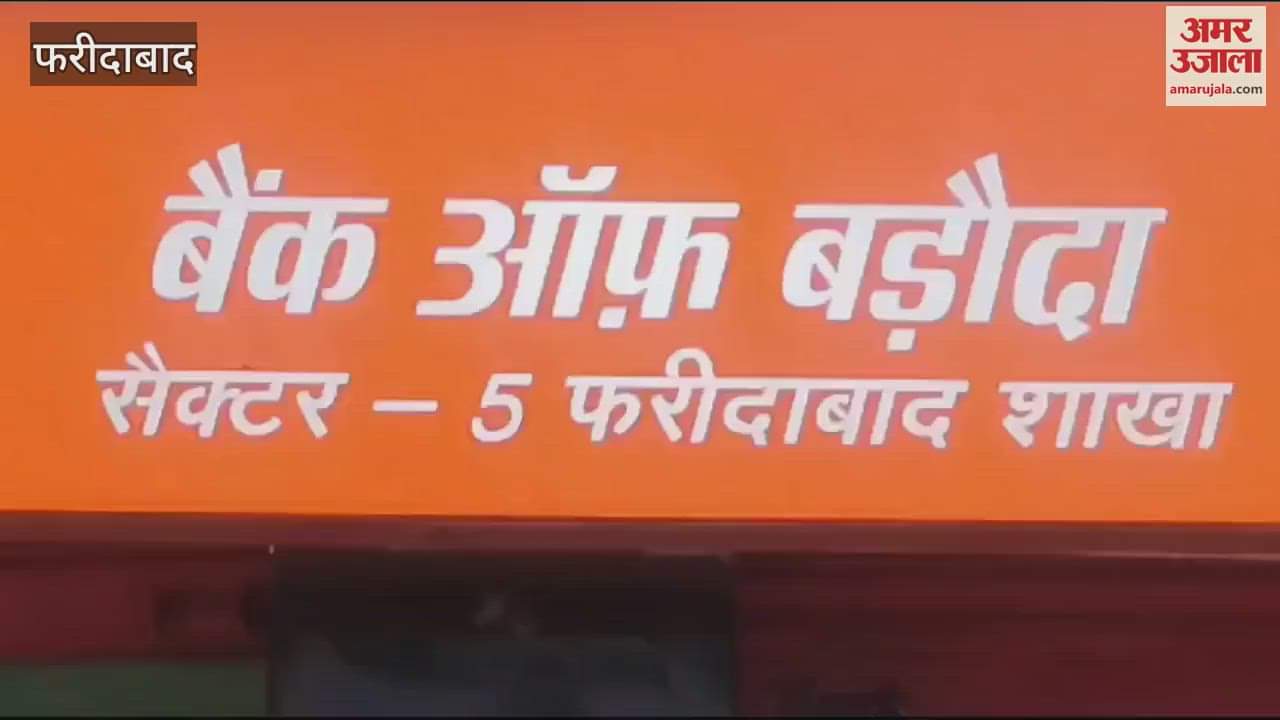 फरीदाबाद
अमर
उजाला
amarujala.com
बैंक ऑफ़ बड़ौदा
सैक्टर – 5 फरीदाबाद शाखा